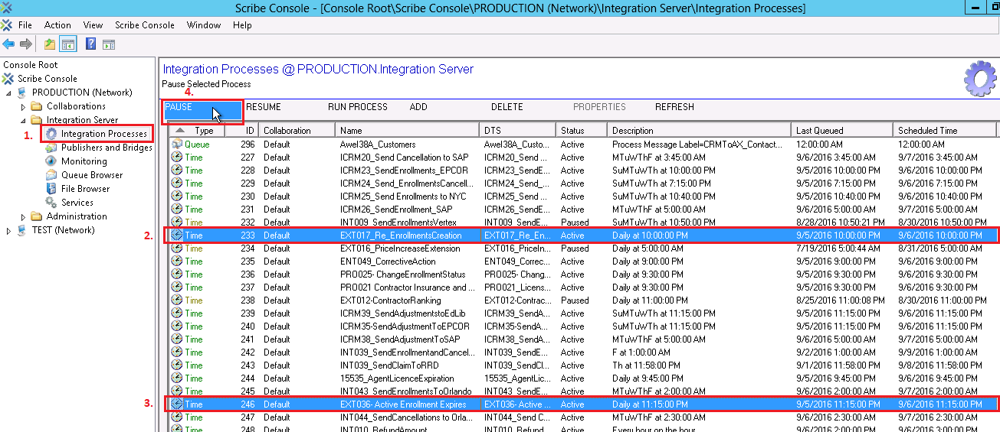 Scribe Console - [Console Root\Scribe Console\PRODUCTION (Network)\Integration Server\Integration Processes]
File Action View Scribe Console Window Help
Console Root
Scribe Console
PRODUCTION (Network)
Collaborations
Integration Server
1. Integration Processes
Publishers and Bridges
Monitoring
Queue Browser
File Browser
Services
Administration
TEST (Network)
Integration Processes @ PRODUCTION.Integration Server
Pause Selected Process
4.
PAUSE RESUME RUN PROCESS ADD DELETE PROPERTIES REFRESH
Type ID Collaboration Name DTS Status Description Last Queued Scheduled Time
Queue 296 Default Awel38A_Customers Awel38A_Custo... Active Process Message Label=CRMToAX_Contact... 12:00:00 AM 12:00:00 AM
Time 227 Default ICRM20_Send Cancellation to SAP ICRM20_Send ... Active MTuWThF at 3:45:00 AM 9/6/2016 3:45:00 AM 9/7/2016 3:45:00 AM
Time 228 Default ICRM23_SendEnrollments_EPCOR ICRM23_SendE... Active SuMTuWTh at 10:00:00 PM 9/5/2016 10:00:00 PM 9/6/2016 10:00:00 PM
Time 229 Default ICRM24_Send_EnrollmentsCancell... ICRM24_Send_... Active SuMTuWTh at 7:15:00 PM 9/5/2016 7:15:00 PM 9/6/2016 7:15:00 PM
Time 230 Default ICRM25_Send Enrollments to NYC ICRM25_Send ... Active SuMTuWTh at 10:40:00 PM 9/5/2016 10:40:00 PM 9/6/2016 10:40:00 PM
Time 231 Default ICRM26_SendEnrollment_SAP ICRM26_SendE... Active MTuWThF at 5:00:00 AM 9/6/2016 5:00:00 AM 9/7/2016 5:00:00 AM
Time 232 Default INT009_SendEnrollmentsVertex INT009_SendE... Paused SuMTuWTh at 10:50:00 PM 8/28/2016 10:50:21 PM 8/30/2016 10:50:00 PM
2. Time 233 Default EXT017_Re_EnrollmentsCreation EXT017_Re_En... Active Daily at 10:00:00 PM 9/5/2016 10:00:00 PM 9/6/2016 10:00:00 PM
Time 234 Default EXT016_PriceIncreaseExtension EXT016_PriceIn... Paused Daily at 5:00:00 AM 7/19/2016 5:00:44 AM 8/31/2016 5:00:00 AM
Time 235 Default ENT049_CorrectiveAction ENT049_Correc... Active Daily at 9:00:00 PM 9/5/2016 9:00:00 PM 9/6/2016 9:00:00 PM
Time 236 Default PRO025- ChangeEnrollmentStatus PRO025- Chan... Active Daily at 9:30:00 PM 9/5/2016 9:30:00 PM 9/6/2016 9:30:00 PM
Time 237 Default PRO021 Contractor Insurance and ... PRO021_Licens... Active Daily at 9:30:00 PM 9/5/2016 9:30:00 PM 9/6/2016 9:30:00 PM
Time 238 Default EXT012-ContractorRanking EXT012-Contrac... Paused Daily at 11:00:00 PM 8/25/2016 11:00:08 PM 8/30/2016 11:00:00 PM
Time 239 Default ICRM39_SendAdjustmentstoEdLib ICRM39_SendA... Active SuMTuWTh at 11:15:00 PM 9/5/2016 11:15:00 PM 9/6/2016 11:15:00 PM
Time 240 Default ICRM35-SendAdjustmentToEPCOR ICRM35-SendA... Active SuMTuWTh at 11:15:00 PM 9/5/2016 11:15:00 PM 9/6/2016 11:15:00 PM
Time 241 Default ICRM38_SendAdjustmentToSAP ICRM38_SendA... Active MTuWThF at 5:00:00 AM 9/6/2016 5:00:00 AM 9/7/2016 5:00:00 AM
Time 242 Default INT039_SendEnrollmentandCancel... INT039_SendE... Active F at 1:00:00 AM 9/2/2016 1:00:00 AM 9/9/2016 1:00:00 AM
Time 243 Default INT039_SendClaimToRRD INT039_SendCl... Active Th at 11:58:00 PM 9/1/2016 11:58:00 PM 9/8/2016 11:58:00 PM
Time 244 Default 15535_AgentLicenceExpiration 15535_AgentLic... Active Daily at 9:45:00 PM 9/5/2016 9:45:00 PM 9/6/2016 9:45:00 PM
Time 245 Default INT043_SendEnrollmentsToOrlando INT043_SendE... Active MTuWThF at 2:00:00 AM 9/6/2016 2:00:00 AM 9/7/2016 2:00:00 AM
3. Time 246 Default EXT036- Active Enrollment Expires EXT036- Active ... Active Daily at 11:15:00 PM 9/5/2016 11:15:00 PM 9/6/2016 11:15:00 PM
Time 247 Default INT044_SendCancellations to Orla... INT044_Send C... Active MTuWThF at 2:30:00 AM 9/6/2016 2:30:00 AM 9/7/2016 2:30:00 AM
Time 248 Default INT010_RefundAmount INT010_Refund... Active Every hour on the hour 9/6/2016 2:00:00 AM 9/6/2016 3:00:00 AM